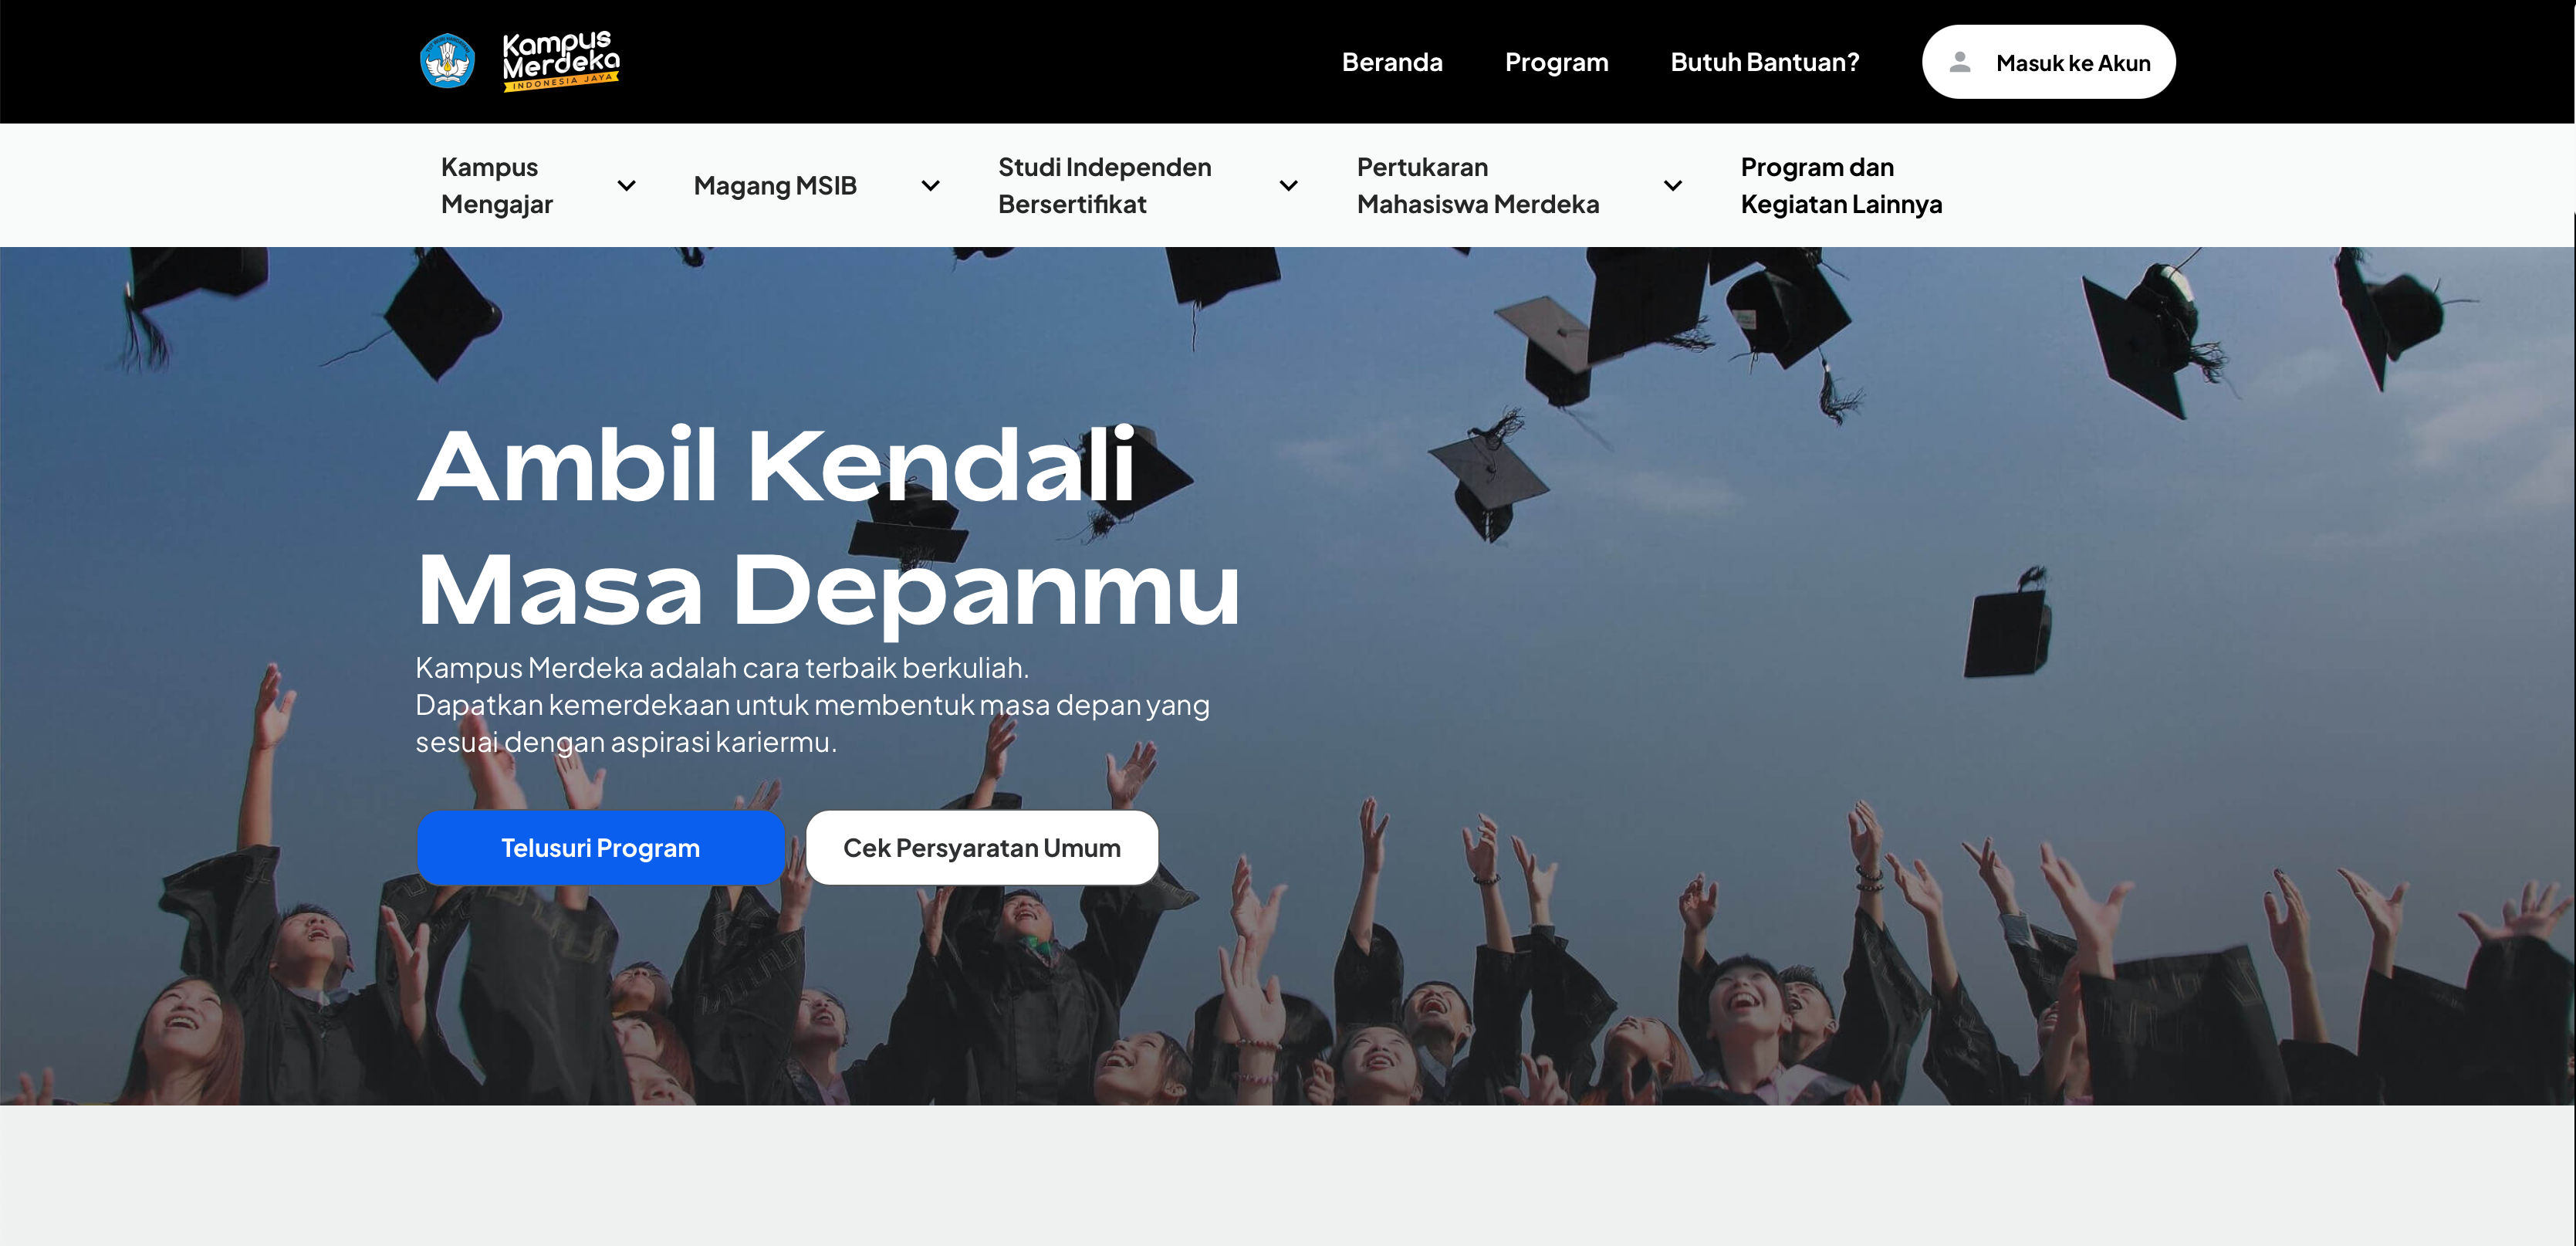 Kampus
Merdeka
INDONESIA JAYA
Beranda
Program
Butuh Bantuan?
Masuk ke Akun
Kampus
Mengajar
Magang MSIB
Studi Independen
Bersertifikat
Pertukaran
Mahasiswa Merdeka
Program dan
Kegiatan Lainnya
Ambil Kendali
Masa Depanmu
Kampus Merdeka adalah cara terbaik berkuliah.
Dapatkan kemerdekaan untuk membentuk masa depan yang
sesuai dengan aspirasi kariermu.
Telusuri Program
Cek Persyaratan Umum